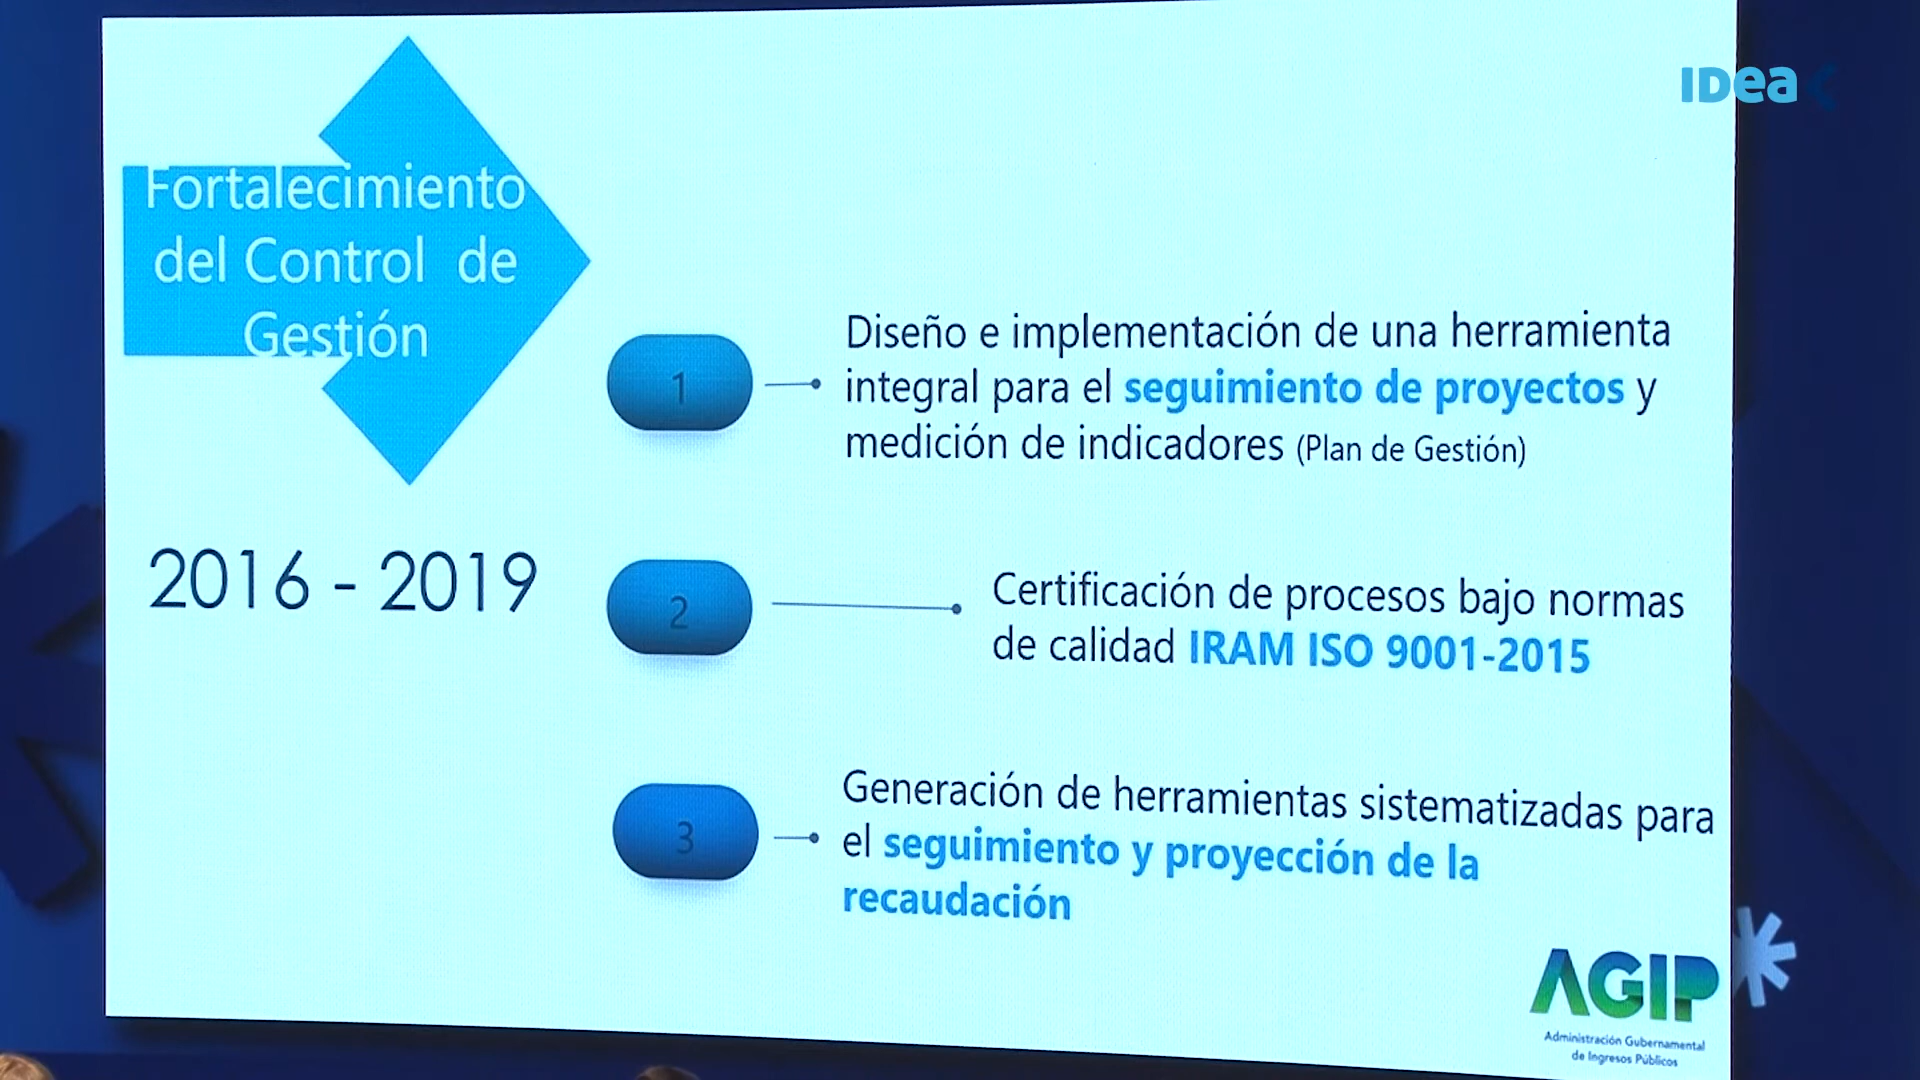 IDea
Fortalecimiento
del Control de
Gestión
2016 - 2019
1
Diseño e implementación de una herramienta
integral para el seguimiento de proyectos y
medición de indicadores (Plan de Gestión)
2
Certificación de procesos bajo normas
de calidad IRAM ISO 9001-2015
3
Generación de herramientas sistematizadas para
el seguimiento y proyección de la
recaudación
AGIP
Administración Gubernamental
de Ingresos Públicos